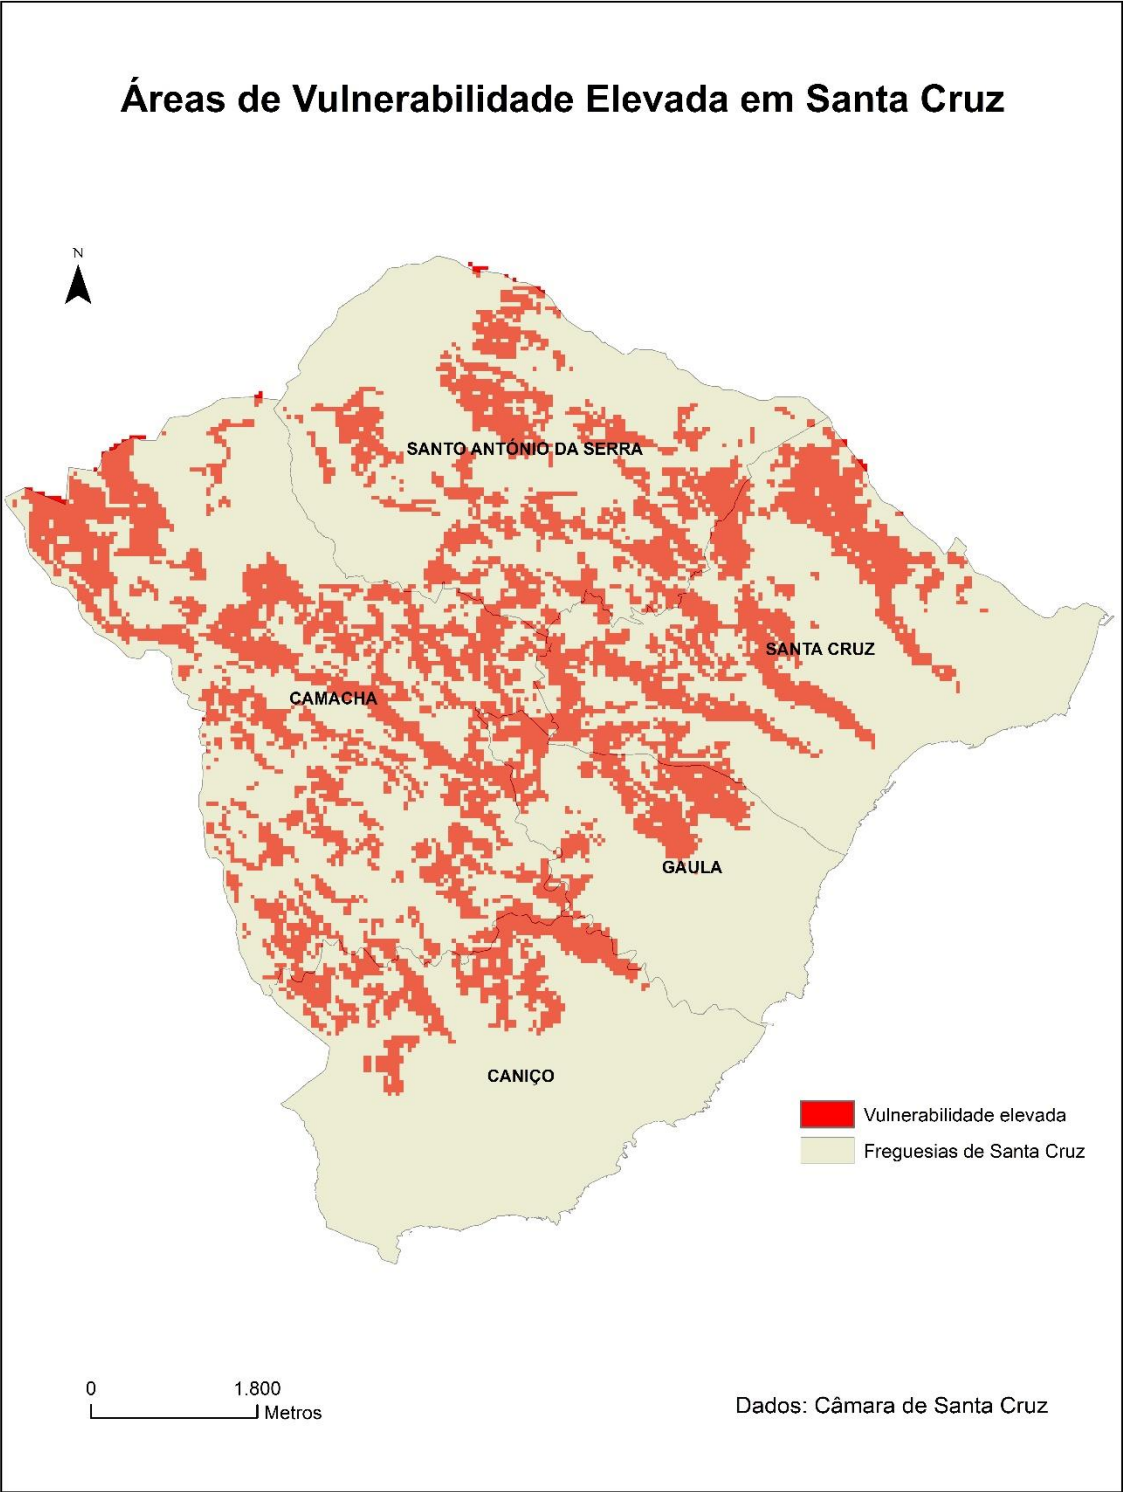 Áreas de Vulnerabilidade Elevada em Santa Cruz
N
SANTO ANTÓNIO DA SERRA
SANTA CRUZ
CAMACHA
GAULA
CANIÇO
Vulnerabilidade elevada
Freguesias de Santa Cruz
0 1.800
Metros
Dados: Câmara de Santa Cruz